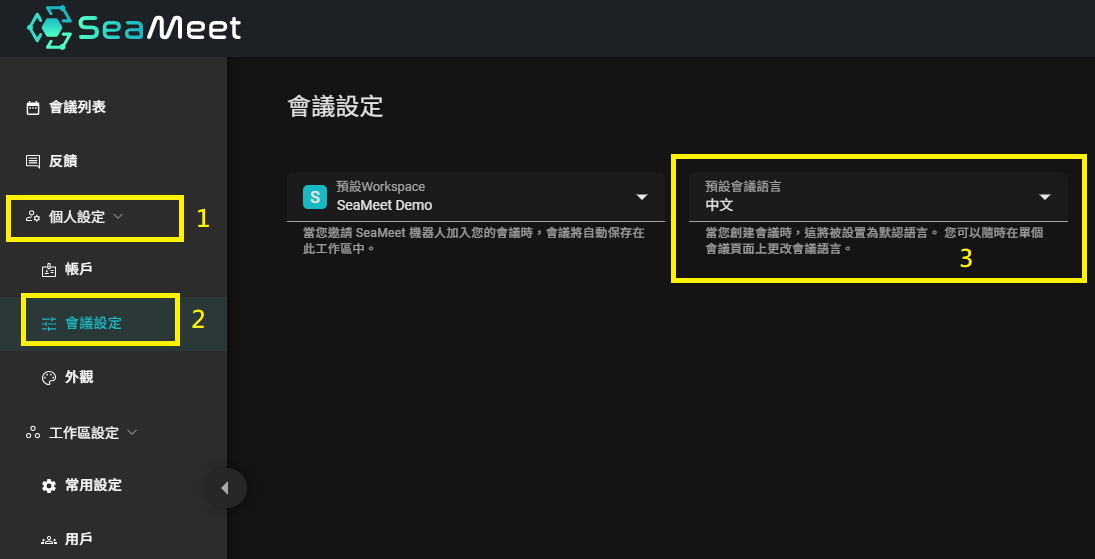 SeaMeet
會議列表
反饋
個人設定
1
帳戶
會議設定
2
外觀
工作區設定
常用設定
用戶
會議設定
S
預設Workspace
SeaMeet Demo
當您邀請 SeaMeet 機器人加入您的會議時，會議將自動保存在
此工作區中。
預設會議語言
中文
當您創建會議時，這將被設置為默認語言。 您可以隨時在單個
會議頁面上更改會議語言。
3